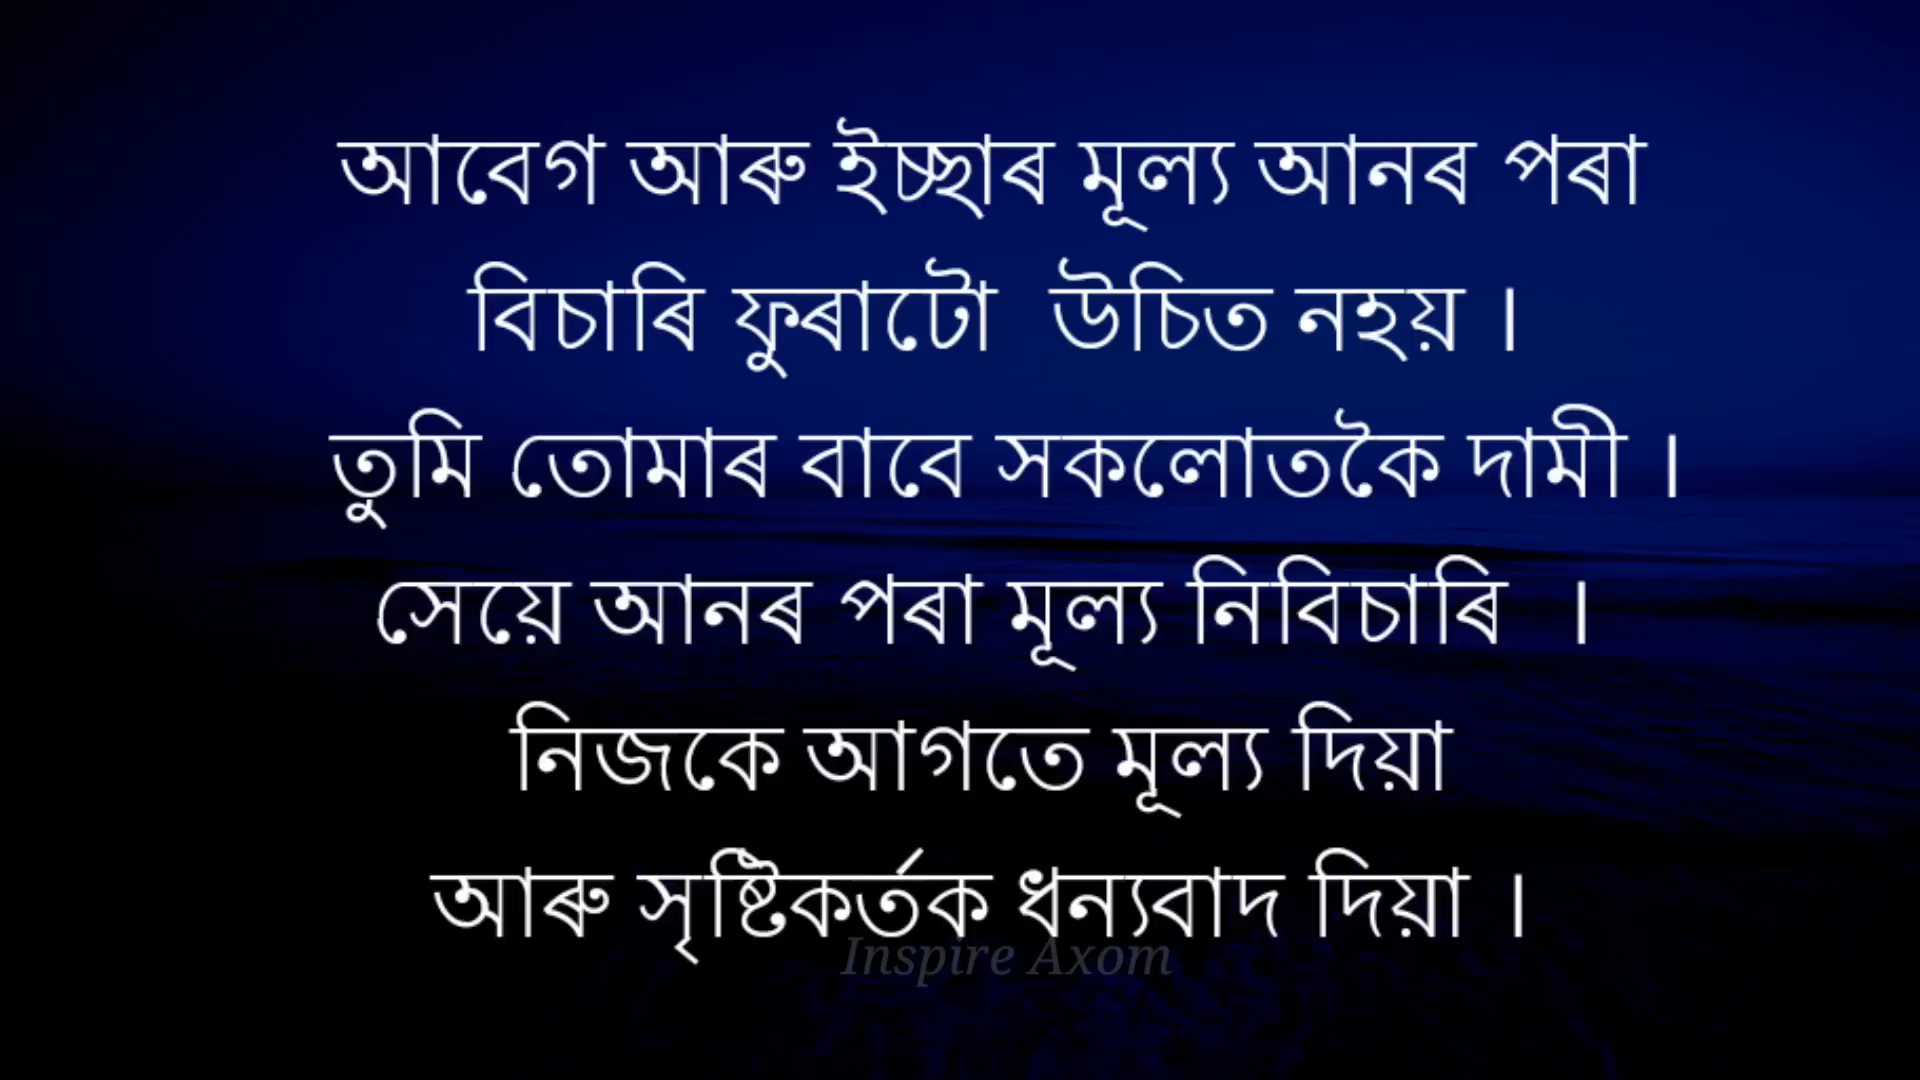 আবেগ আৰু ইচ্ছাৰ মূল্য আনৰ পৰা
বিচাৰি ফুৰাটো উচিত নহয় ।
তুমি তোমাৰ বাবে সকলোতকৈ দামী ।
সেয়ে আনৰ পৰা মূল্য নিবিচাৰি ।
নিজকে আগতে মূল্য দিয়া
আৰু সৃষ্টিকৰ্তক ধন্যবাদ দিয়া ।
Inspire Axom